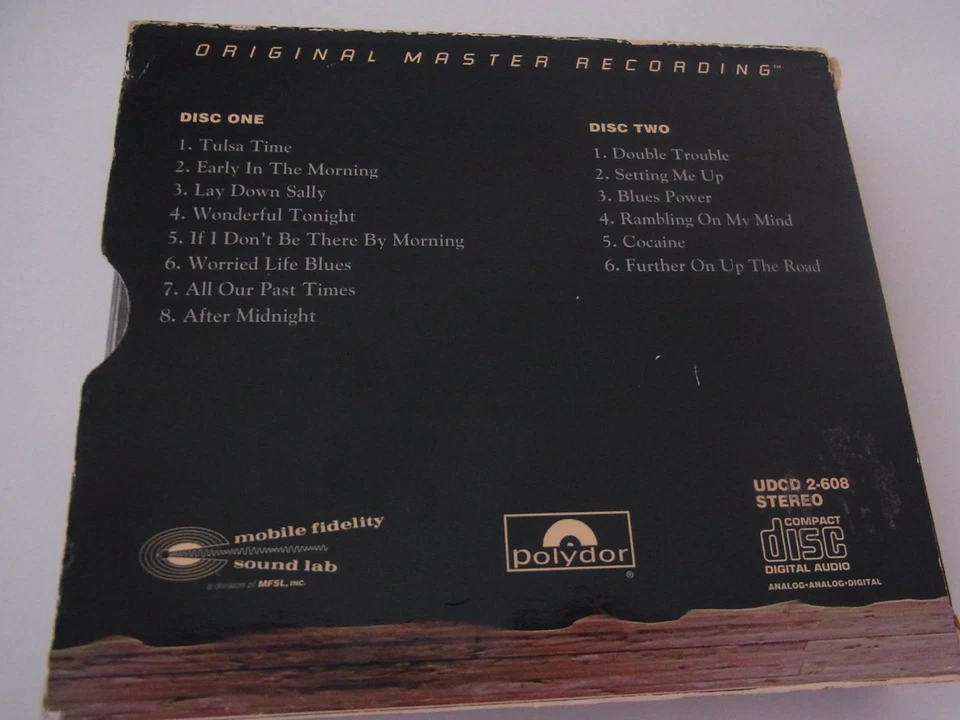 ORIGINAL MASTER RECORDING™
DISC ONE
1. Tulsa Time
2. Early In The Morning
3. Lay Down Sally
4. Wonderful Tonight
5. If I Don't Be There By Morning
6. Worried Life Blues
7. All Our Past Times
8. After Midnight
DISC TWO
1. Double Trouble
2. Setting Me Up
3. Blues Power
4. Rambling On My Mind
5. Cocaine
6. Further On Up The Road
mobile fidelity
sound lab
a division of MFSL, INC.
polydor®
UDCD 2-608
STEREO
COMPACT
disc
DIGITAL AUDIO
ANALOG•ANALOG•DIGITAL